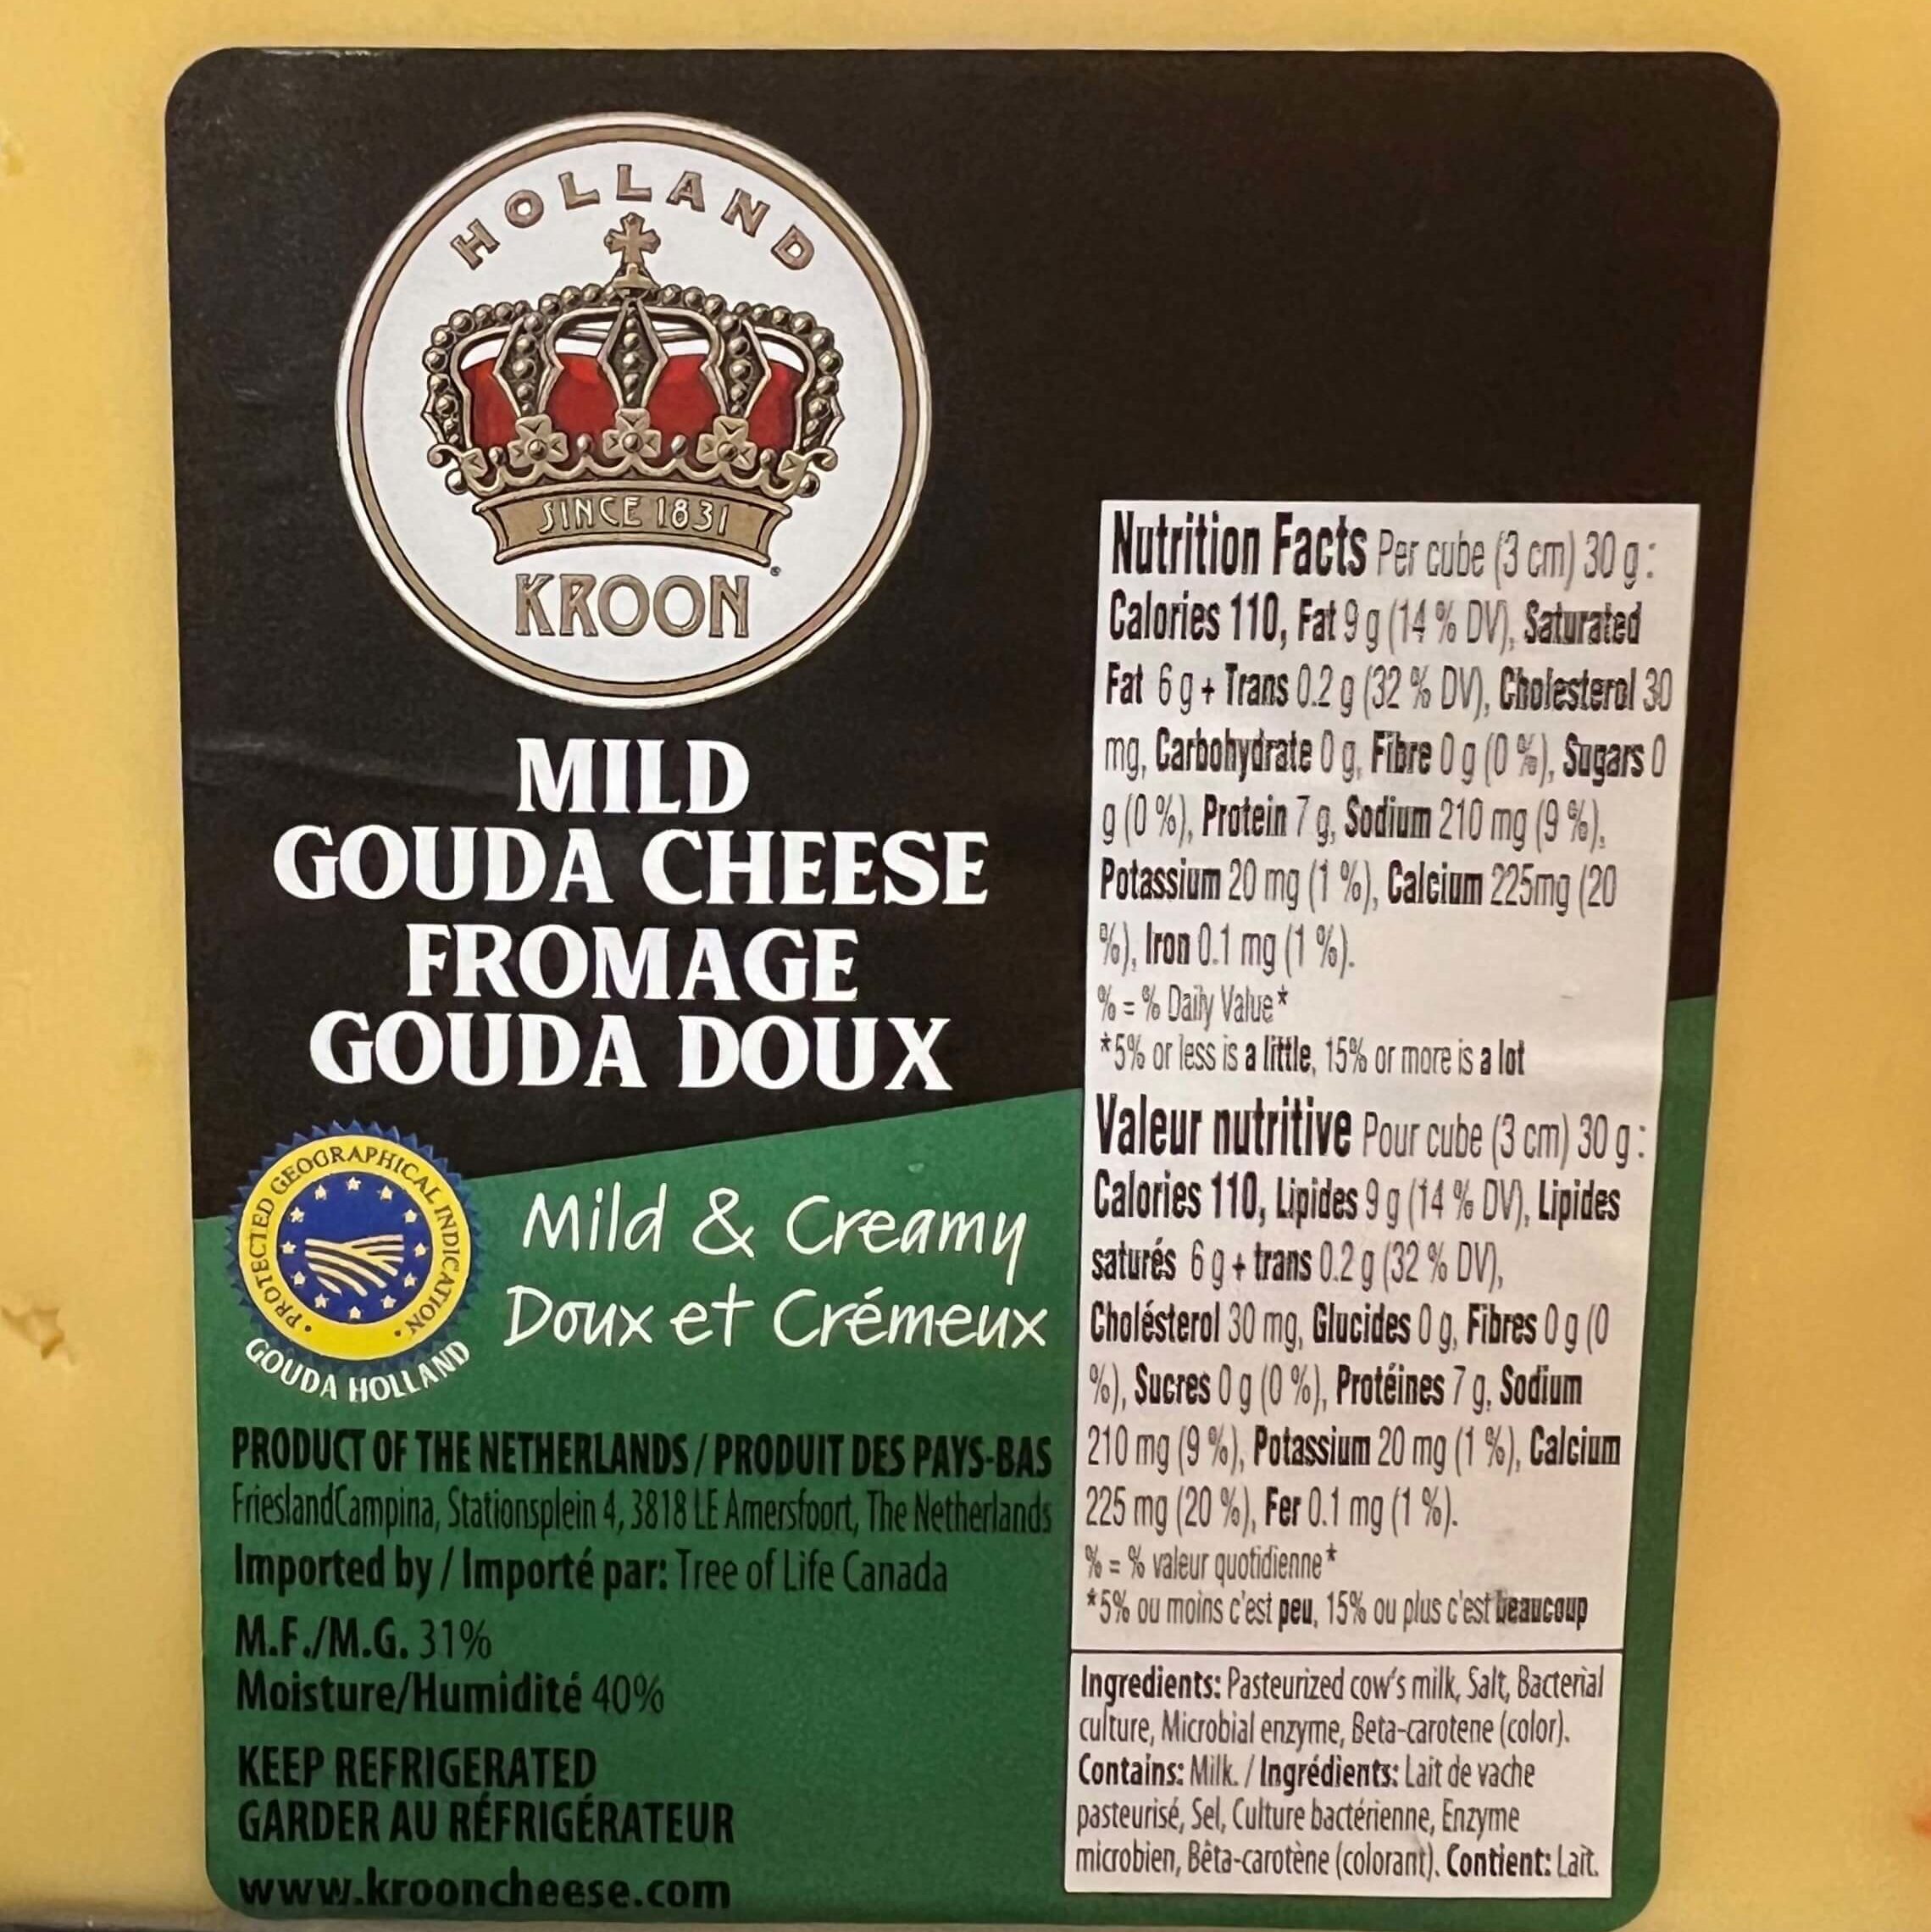 HOLLAND
SINCE 1831
KROON
MILD
GOUDA CHEESE
FROMAGE
GOUDA DOUX
PROTECTED GEOGRAPHICAL INDICATION
GOUDA HOLLAND
Mild & Creamy
Doux et Crémeux
PRODUCT OF THE NETHERLANDS / PRODUIT DES PAYS-BAS
FrieslandCampina, Stationsplein 4, 3818 LE Amersfoort, The Netherlands
Imported by / Importé par: Tree of Life Canada
M.F./M.G. 31%
Moisture/Humidité 40%
KEEP REFRIGERATED
GARDER AU RÉFRIGÉRATEUR
www.krooncheese.com
Nutrition Facts Per cube (3 cm) 30 g :
Calories 110, Fat 9 g (14 % DV), Saturated
Fat 6 g + Trans 0.2 g (32 % DV), Cholesterol 30
mg, Carbohydrate 0 g, Fibre 0 g (0 %), Sugars 0
g (0 %), Protein 7 g, Sodium 210 mg (9 %),
Potassium 20 mg (1 %), Calcium 225mg (20
%), Iron 0.1 mg (1 %).
% = % Daily Value*
*5% or less is a little, 15% or more is a lot
Valeur nutritive Pour cube (3 cm) 30 g :
Calories 110, Lipides 9 g (14 % DV), Lipides
saturés 6 g + trans 0.2 g (32 % DV),
Cholésterol 30 mg, Glucides 0 g, Fibres 0 g (0
%), Sucres 0 g (0 %), Protéines 7 g, Sodium
210 mg (9 %), Potassium 20 mg (1 %), Calcium
225 mg (20 %), Fer 0.1 mg (1 %).
% = % valeur quotidienne*
*5% ou moins c'est peu, 15% ou plus c'est beaucoup
Ingredients: Pasteurized cow's milk, Salt, Bacterial
culture, Microbial enzyme, Beta-carotene (color).
Contains: Milk. / Ingrédients: Lait de vache
pasteurisé, Sel, Culture bactérienne, Enzyme
microbien, Bêta-carotène (colorant). Contient: Lait.